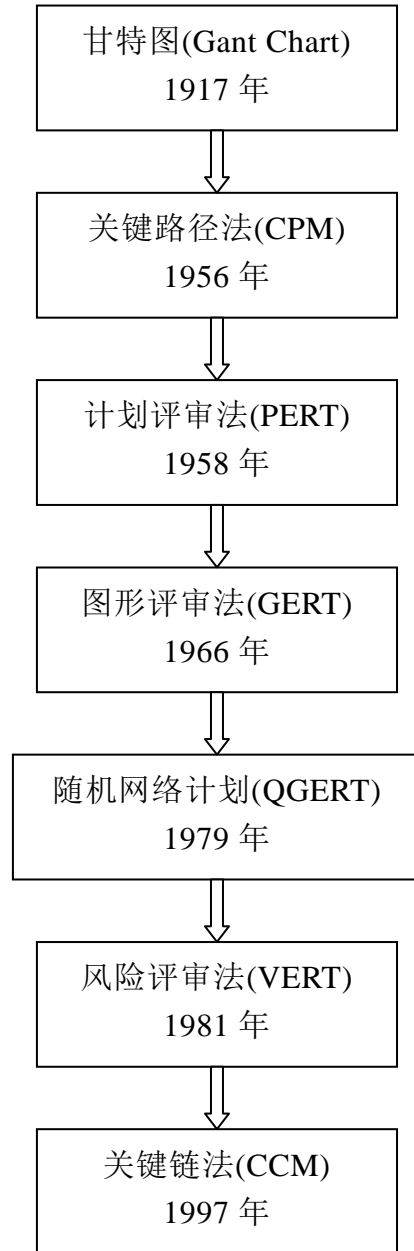 甘特图(Gant Chart)
1917 年
关键路径法(CPM)
1956 年
计划评审法(PERT)
1958 年
图形评审法(GERT)
1966 年
随机网络计划(QGERT)
1979 年
风险评审法(VERT)
1981 年
关键链法(CCM)
1997 年